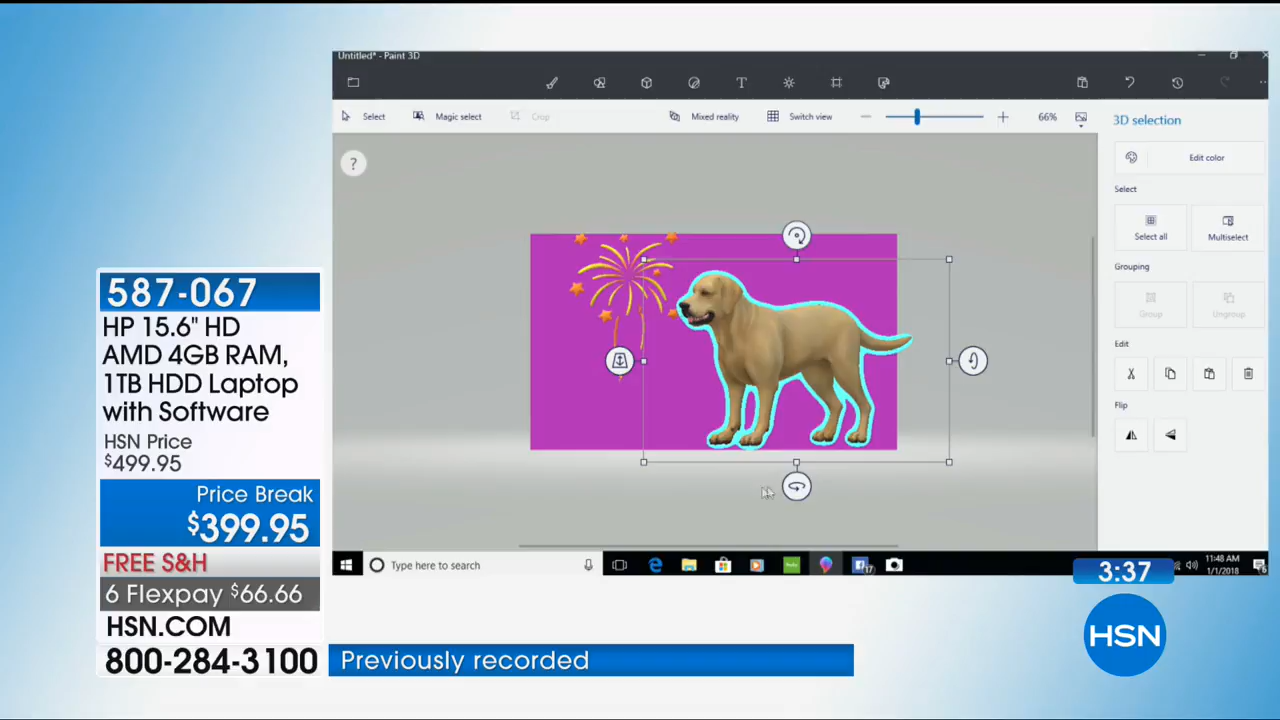 Untitled* - Paint 3D
Select
Magic select
Crop
Mixed reality
Switch view
66%
3D selection
?
Edit color
Select
Select all
Multiselect
Grouping
Group
Ungroup
Edit
Flip
587-067
HP 15.6" HD
AMD 4GB RAM,
1TB HDD Laptop
with Software
HSN Price
$499.95
Price Break
$399.95
FREE S&H
6 Flexpay $66.66
HSN.COM
800-284-3100
Type here to search
hulu
17
11:48 AM
1/1/2018
6
3:37
HSN
Previously recorded